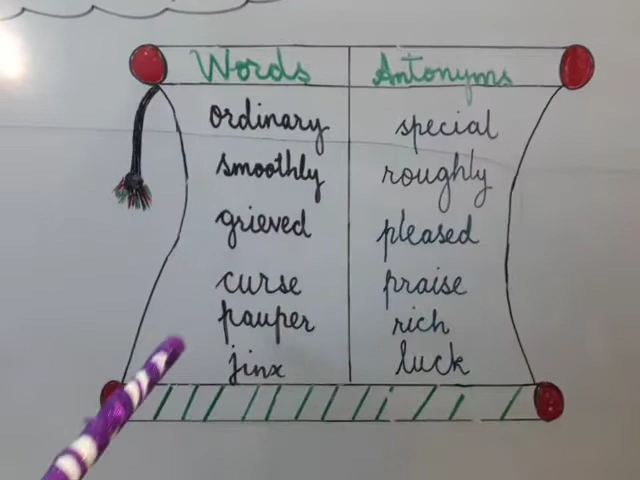 Words Antonyms
ordinary special
smoothly roughly
grieved pleased
curse praise
pauper rich
jinx luck